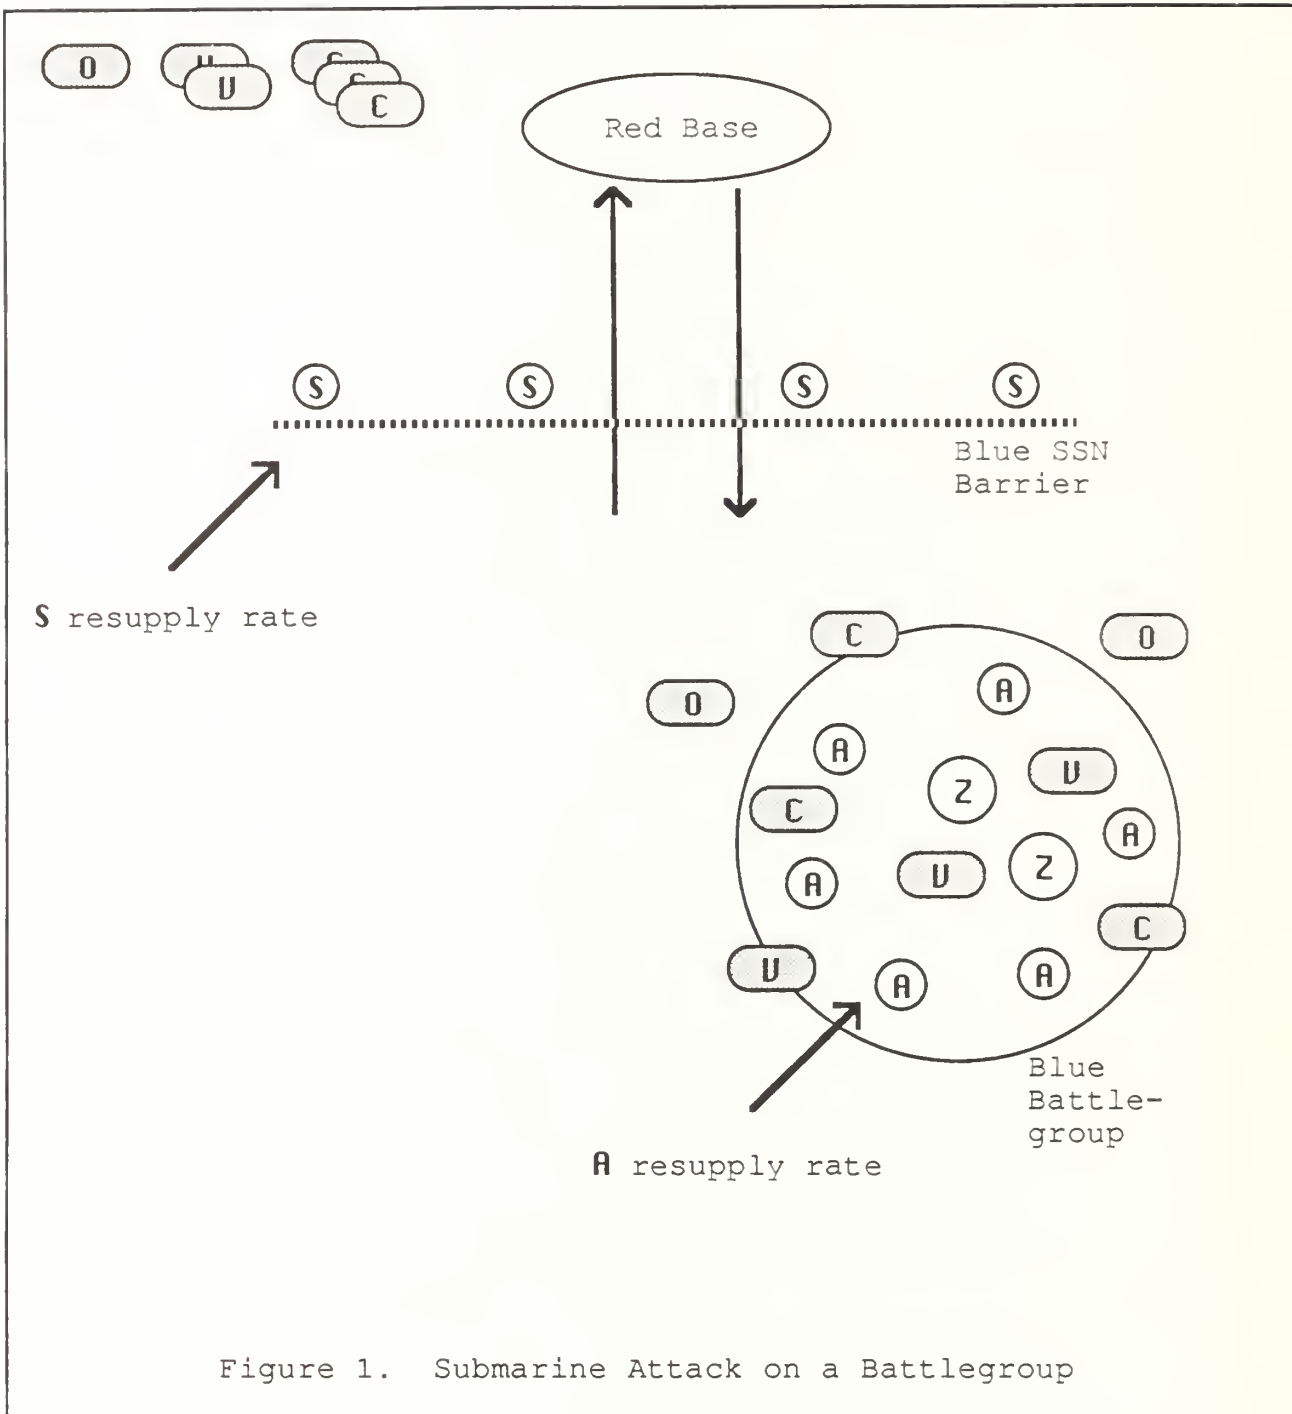 O V C
V C
C
Red Base
S S S S
Blue SSN
Barrier
S resupply rate
C O
A
O
A
V
Z
C
A
Z
A V
C
V
A A
Blue
Battle-
group
A resupply rate
Figure 1. Submarine Attack on a Battlegroup